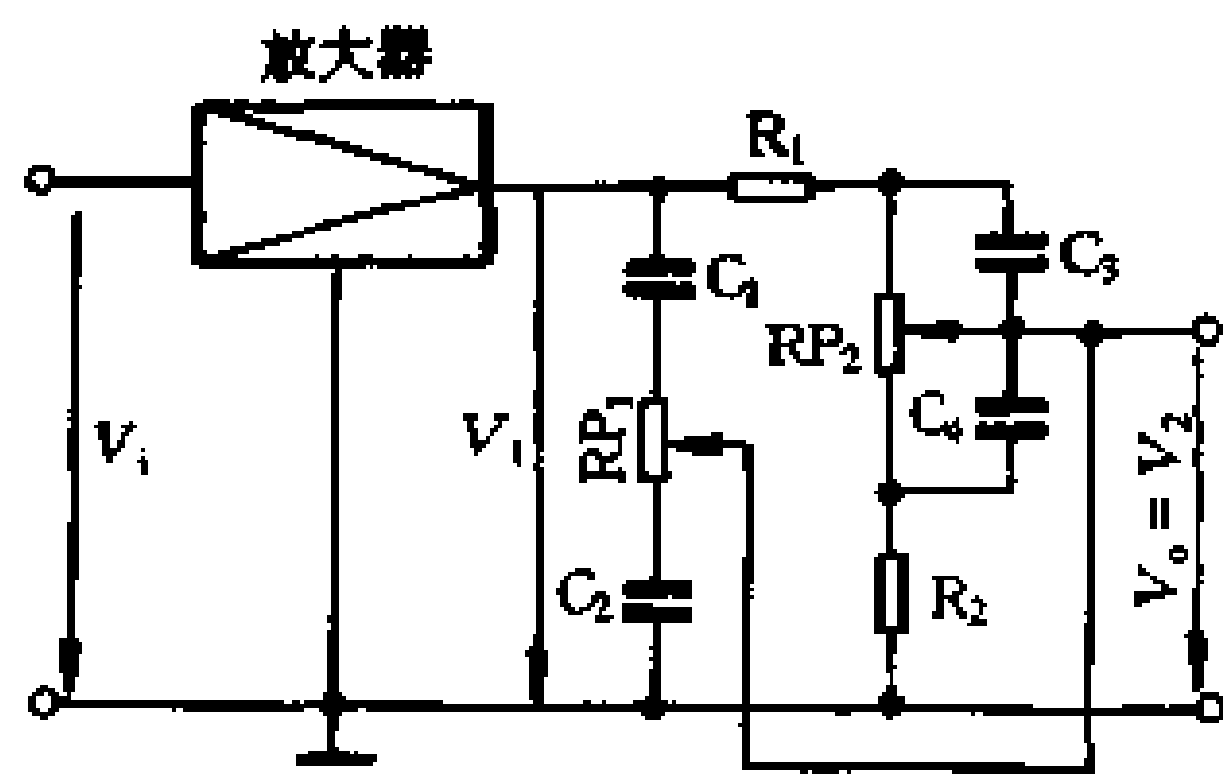 放大器
R₁
C₁
C₃
RP₂
RP₁
C₄
Vᵢ
V₁
C₂
R₂
Vₒ = V₂